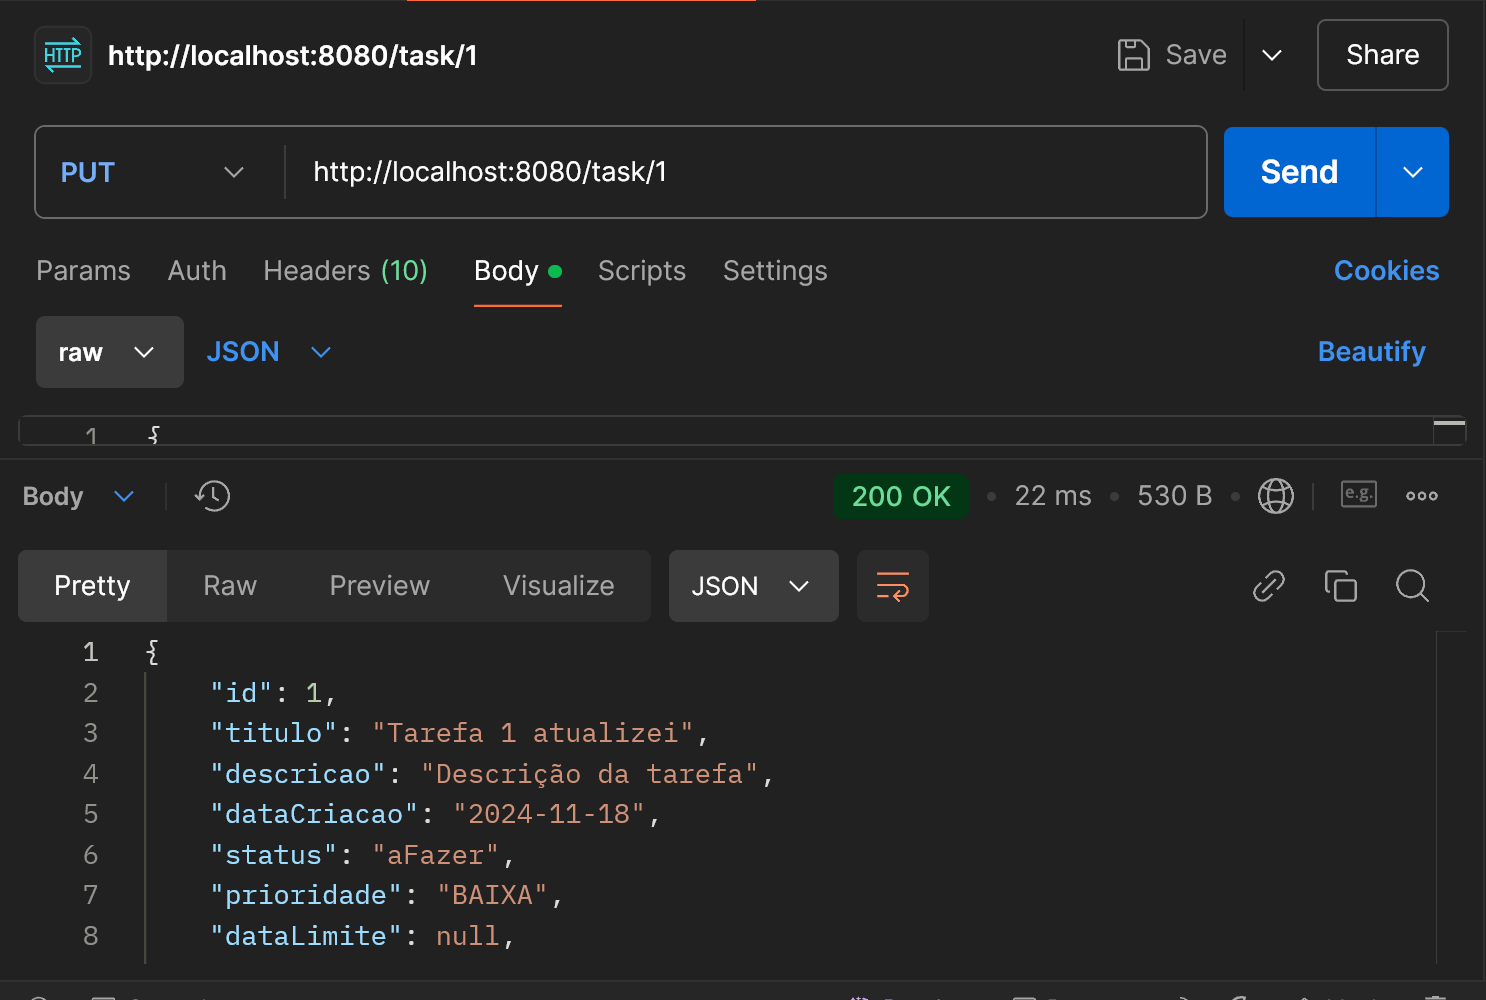 HTTP http://localhost:8080/task/1 Save Share
PUT http://localhost:8080/task/1 Send
Params Auth Headers (10) Body Scripts Settings Cookies
raw JSON Beautify
1 {
Body 200 OK 22 ms 530 B e.g.
Pretty Raw Preview Visualize JSON
1 {
2 "id": 1,
3 "titulo": "Tarefa 1 atualizei",
4 "descricao": "Descrição da tarefa",
5 "dataCriacao": "2024-11-18",
6 "status": "aFazer",
7 "prioridade": "BAIXA",
8 "dataLimite": null,